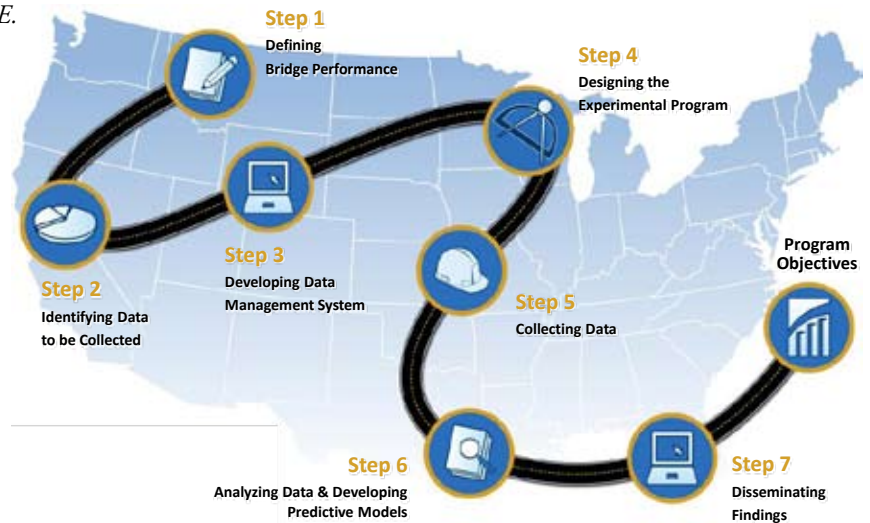 E.
Step 1
Defining
Bridge Performance
Step 2
Identifying Data
to be Collected
Step 3
Developing Data
Management System
Step 4
Designing the
Experimental Program
Step 5
Collecting Data
Step 6
Analyzing Data & Developing
Predictive Models
Step 7
Disseminating
Findings
Program
Objectives